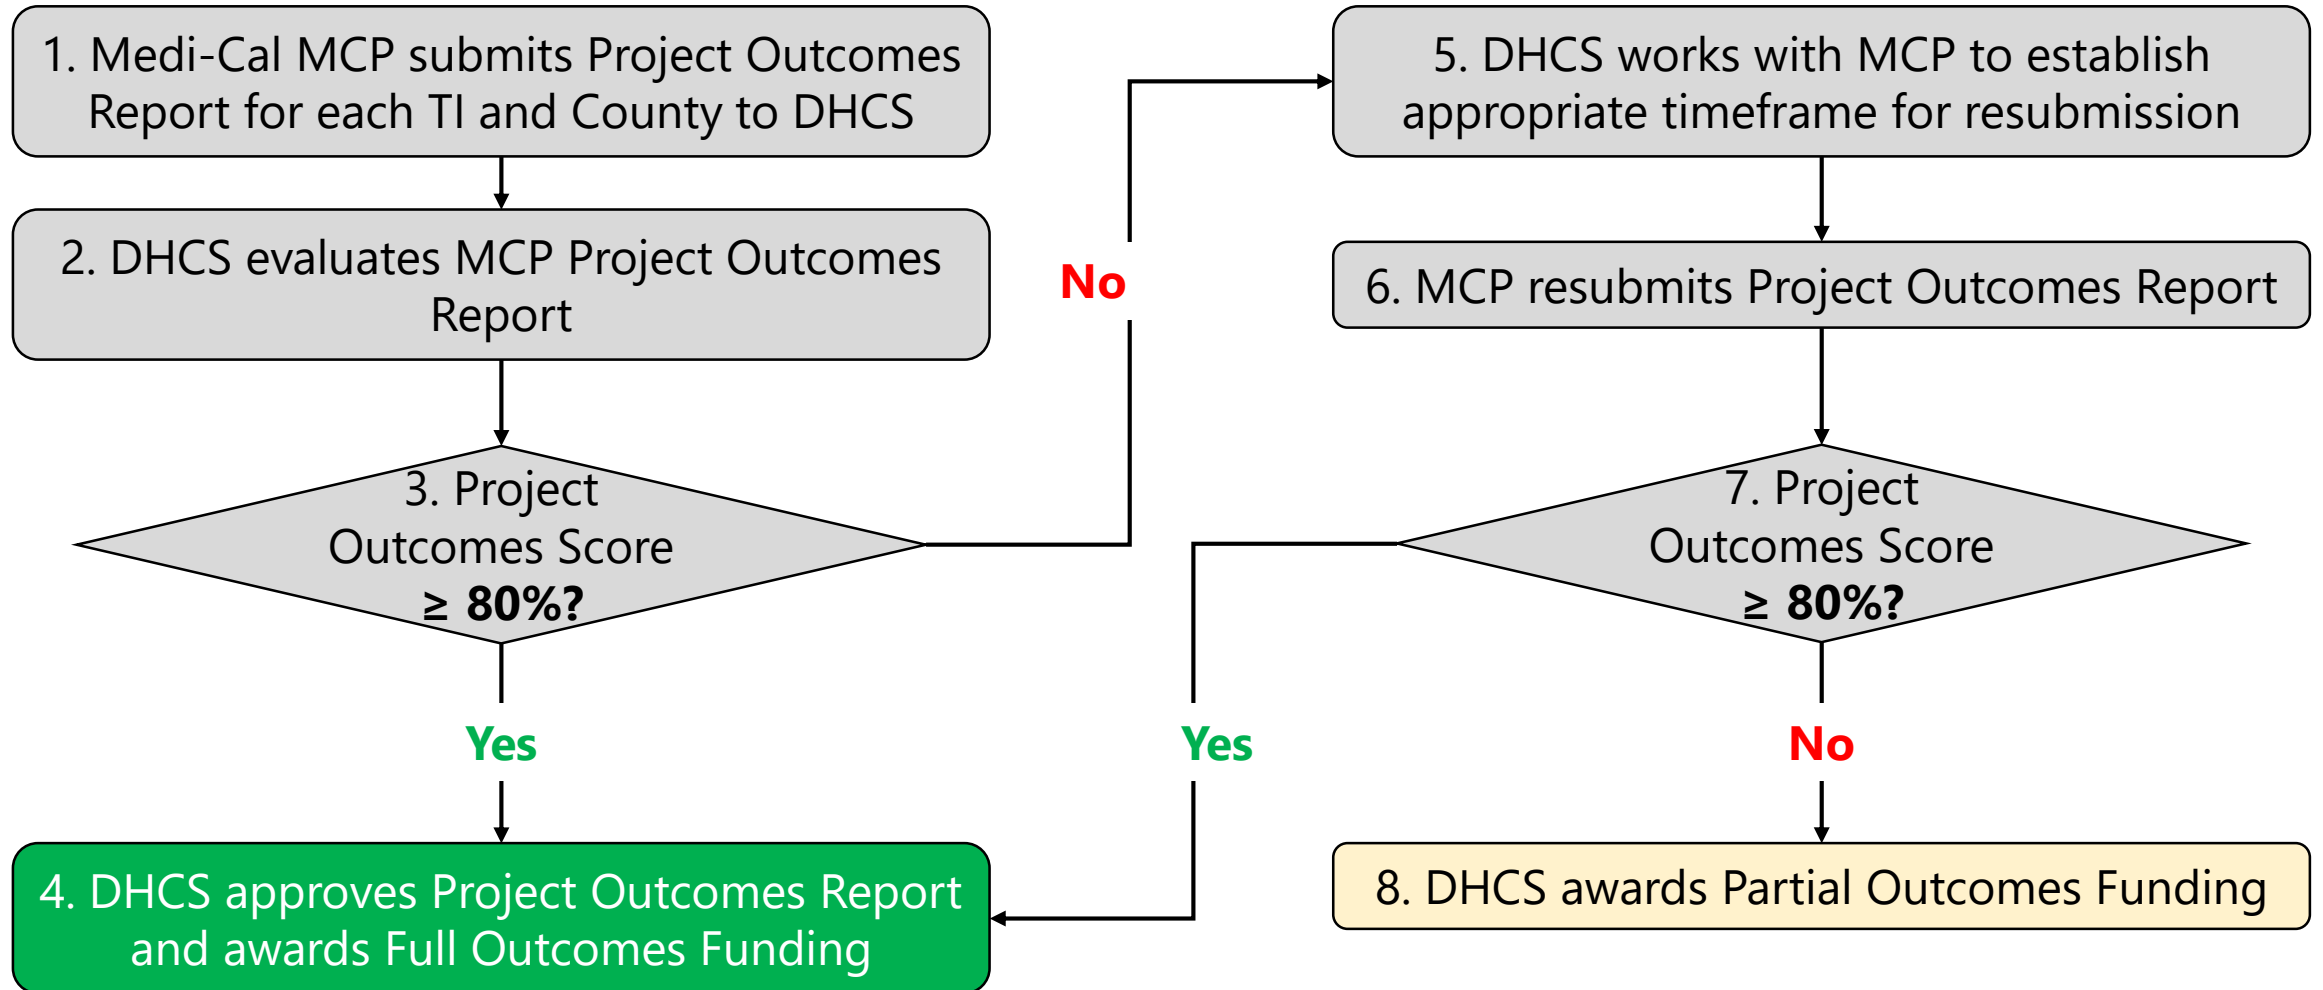 1. Medi-Cal MCP submits Project Outcomes
Report for each TI and County to DHCS
2. DHCS evaluates MCP Project Outcomes
Report
3. Project
Outcomes Score
≥ 80%?
Yes
4. DHCS approves Project Outcomes Report
and awards Full Outcomes Funding
No
5. DHCS works with MCP to establish
appropriate timeframe for resubmission
6. MCP resubmits Project Outcomes Report
7. Project
Outcomes Score
≥ 80%?
Yes
No
8. DHCS awards Partial Outcomes Funding